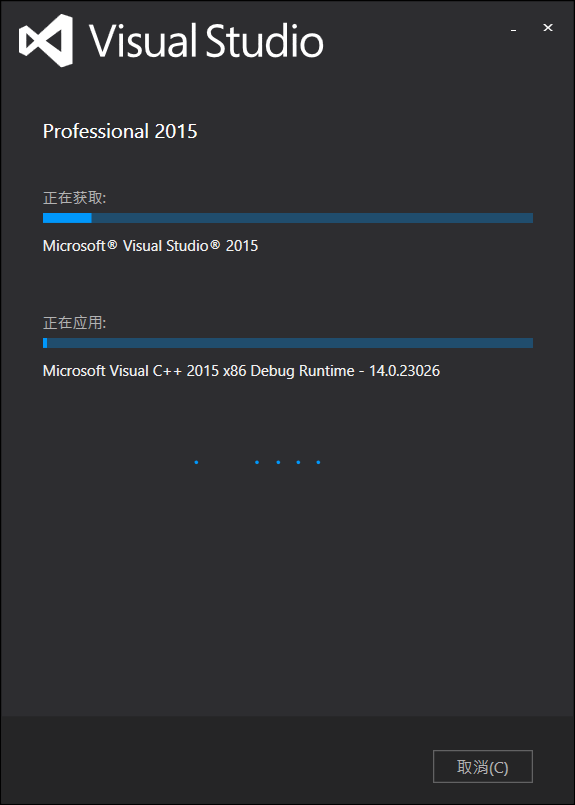 Visual Studio
Professional 2015
正在获取:
Microsoft® Visual Studio® 2015
正在应用:
Microsoft Visual C++ 2015 x86 Debug Runtime - 14.0.23026
取消(C)